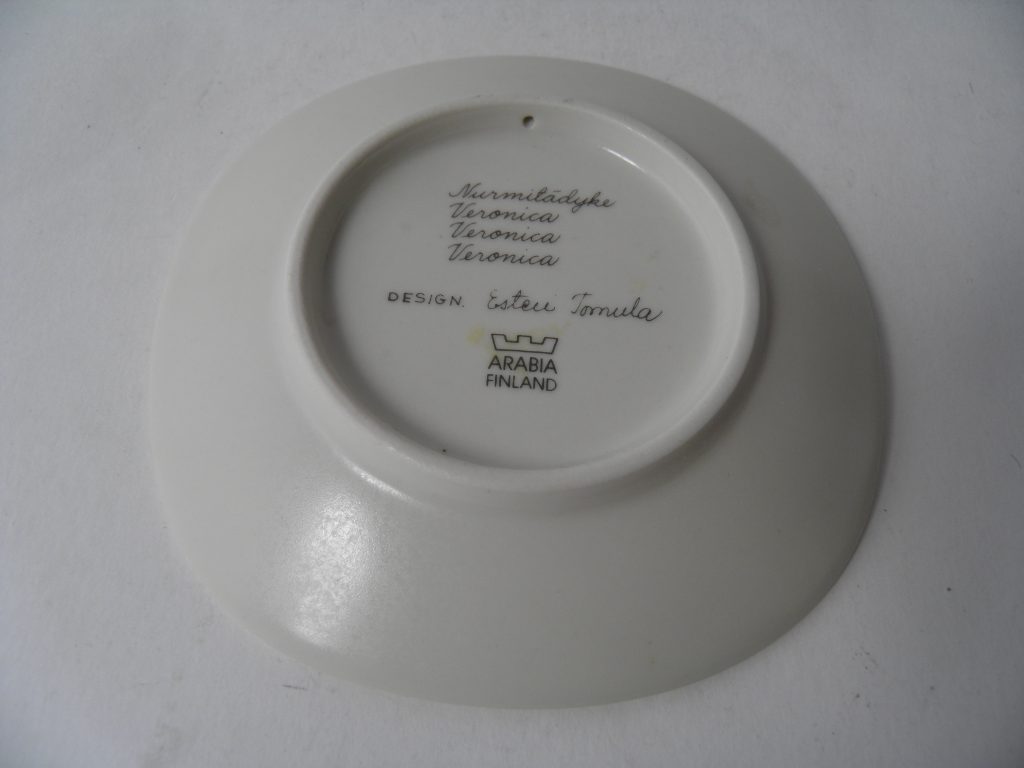 Nurmitädyke
Veronica
Veronica
Veronica
DESIGN. Esteri Tomula
ARABIA
FINLAND